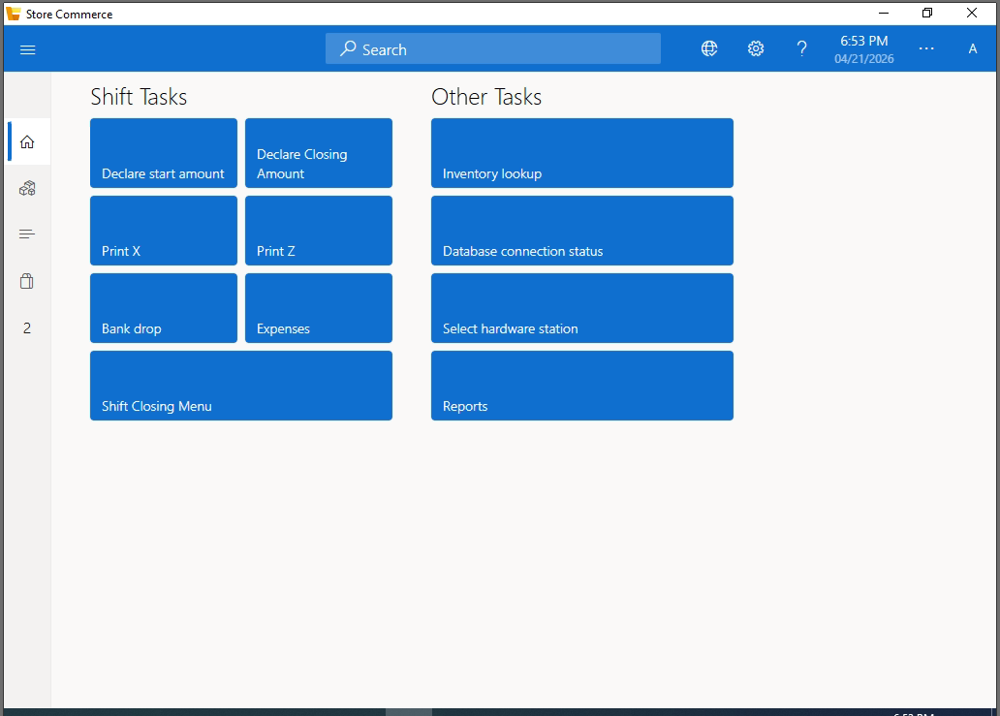 Store Commerce
Search
6:53 PM
04/21/2026
A
Shift Tasks
Other Tasks
Declare start amount
Declare Closing
Amount
Inventory lookup
Print X
Print Z
Database connection status
Bank drop
Expenses
Select hardware station
2
Shift Closing Menu
Reports